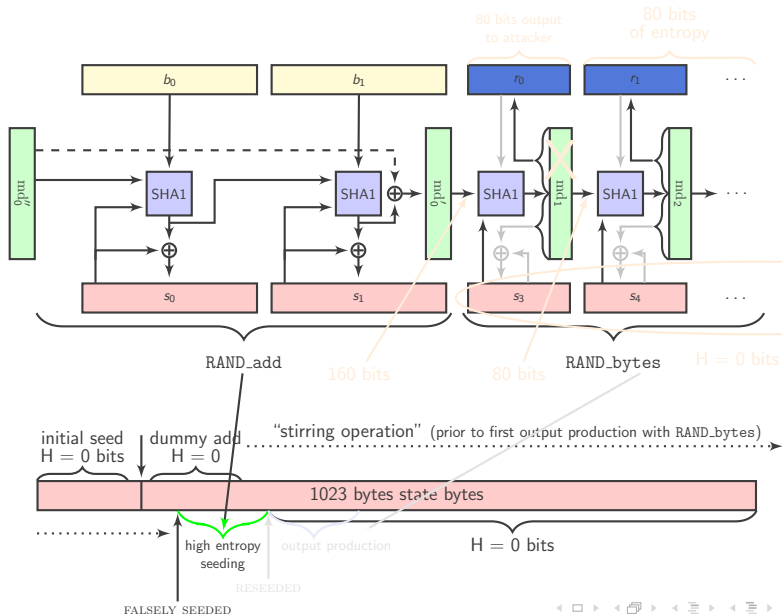 80 bits output
to attacker
80 bits
of entropy
b₀
b₁
r₀
r₁
...
md″₀
SHA1
SHA1
md′₀
SHA1
md₁
SHA1
md₂
...
s₀
s₁
s₃
s₄
...
RAND_add
160 bits
80 bits
RAND_bytes
H = 0 bits
initial seed
H = 0 bits
dummy add
H = 0
“stirring operation” (prior to first output production with RAND_bytes)
1023 bytes state bytes
high entropy
seeding
output production
H = 0 bits
RESEEDED
FALSELY SEEDED